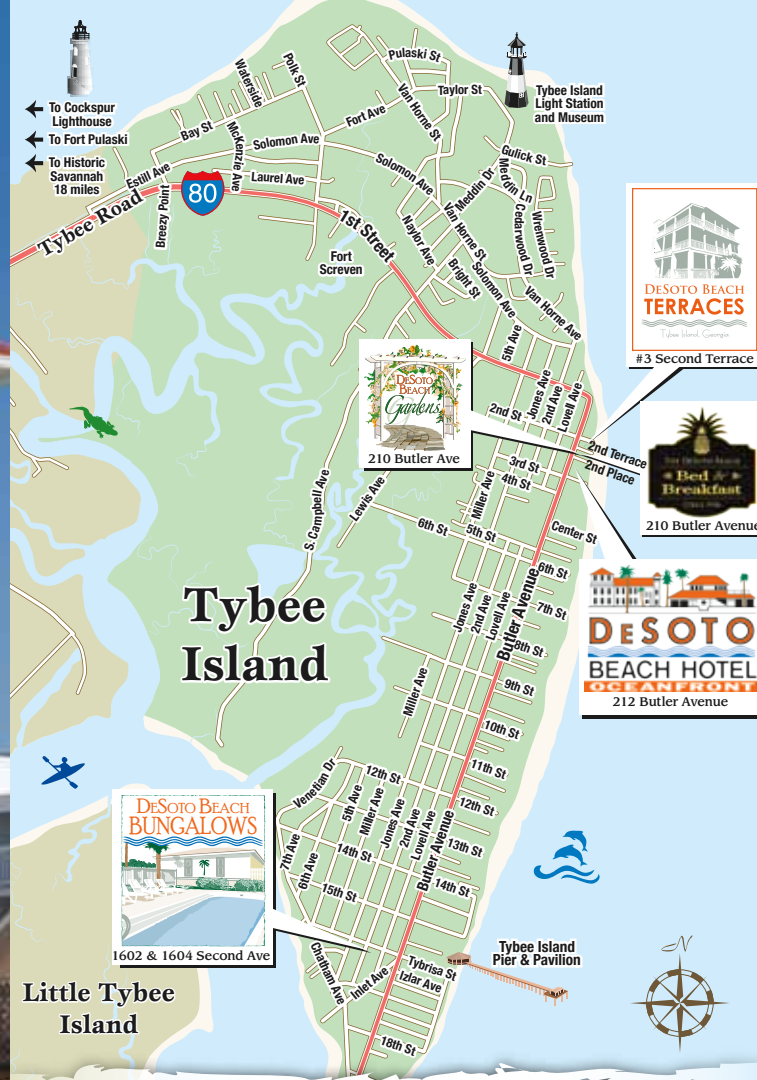 Pulaski St
Polk St
Waterside
Taylor St
Van Horne St
Tybee Island
Light Station
and Museum
To Cockspur
Lighthouse
To Fort Pulaski
To Historic
Savannah
18 miles
Fort Ave
Bay St
McKenzie Ave
Solomon Ave
Gulick St
Solomon Ave
Meddin Dr
Meddin Ln
Estill Ave
Laurel Ave
80
Tybee Road
Breezy Point
1st Street
Cedarwood Dr
Wrenwood Dr
Van Horne St
Naylor Ave
Fort
Screven
Bright St
Solomon Ave
Van Horne Ave
DeSoto Beach
TERRACES
Tybee Island, Georgia
#3 Second Terrace
5th Ave
DeSoto
Beach
Gardens
210 Butler Ave
Jones Ave
2nd Ave
Lovell Ave
2nd St
2nd Terrace
2nd Place
3rd St
4th St
Bed &
Breakfast
210 Butler Avenue
Miller Ave
S. Campbell Ave
Lewis Ave
6th St
5th St
Center St
6th St
DeSoto
BEACH HOTEL
OCEANFRONT
212 Butler Avenue
Tybee
Island
Jones Ave
2nd Ave
Lovell Ave
Butler Avenue
7th St
8th St
9th St
Miller Ave
10th St
11th St
Venetian Dr
12th St
12th St
5th Ave
Miller Ave
Jones Ave
2nd Ave
Lovell Ave
Butler Avenue
13th St
DeSoto Beach
BUNGALOWS
1602 & 1604 Second Ave
7th Ave
6th Ave
14th St
14th St
15th St
Tybee Island
Pier & Pavilion
N
Chatham Ave
Inlet Ave
Tybrisa St
Izlar Ave
Little Tybee
Island
18th St